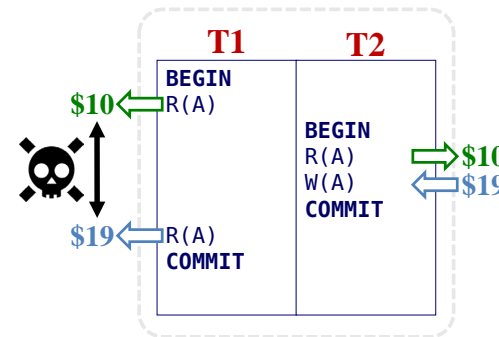 T1 T2
BEGIN
$10 R(A)
BEGIN
R(A) $10
W(A) $19
COMMIT
$19 R(A)
COMMIT